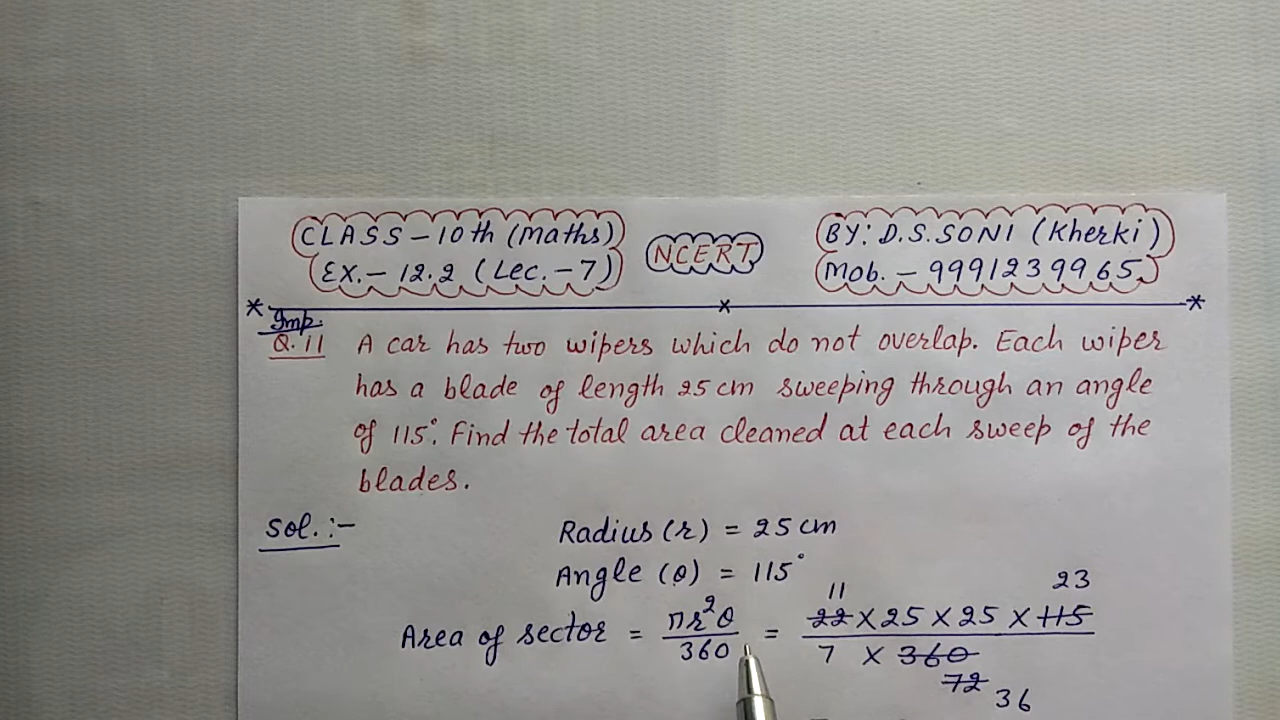 CLASS - 10th (Maths)
EX. - 12.2 (Lec. - 7)
NCERT
BY: D.S.SONI (Kherki)
Mob. - 9991239965
Imp.
Q.11 A car has two wipers which do not overlap. Each wiper
has a blade of length 25 cm sweeping through an angle
of 115°. Find the total area cleaned at each sweep of the
blades.
Sol.:-
Radius (r) = 25 cm
Angle (θ) = 115°
11 23
Area of sector = πr²θ / 360 = 22 × 25 × 25 × 115 / 7 × 360
72 36